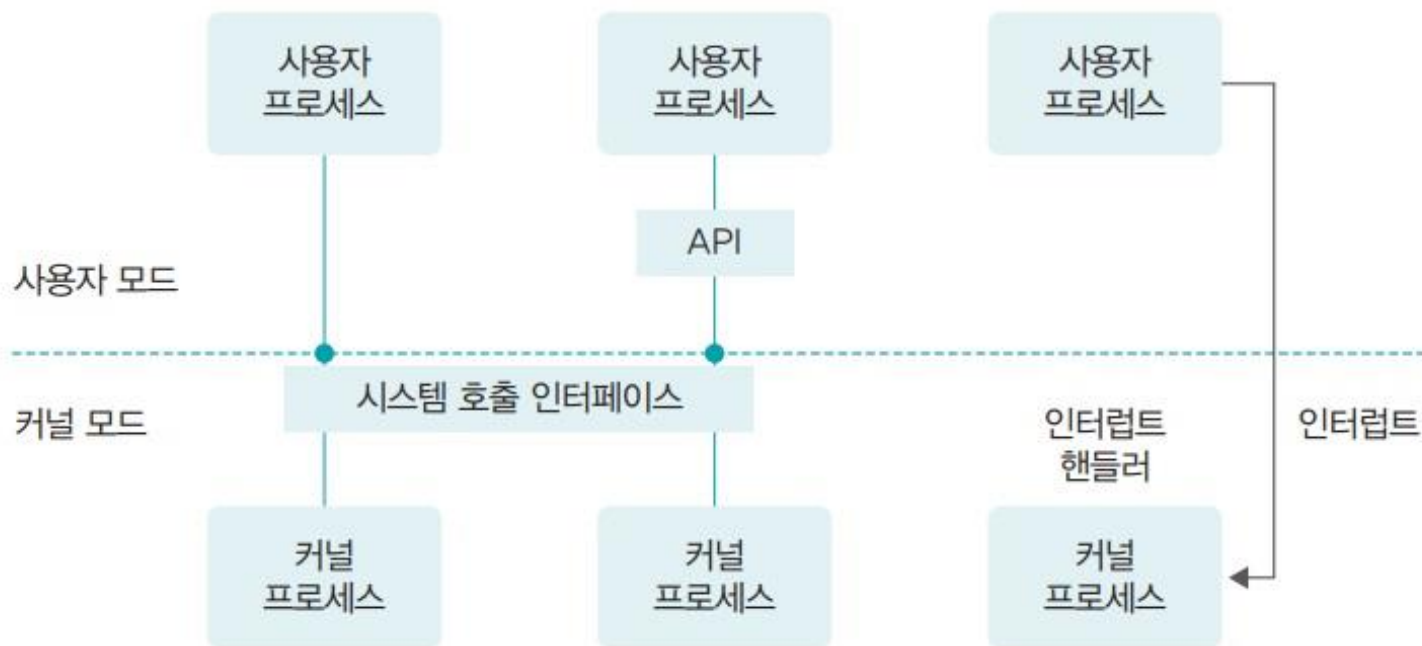 사용자
프로세스
사용자
프로세스
사용자
프로세스
API
사용자 모드
시스템 호출 인터페이스
커널 모드
인터럽트
핸들러
인터럽트
커널
프로세스
커널
프로세스
커널
프로세스